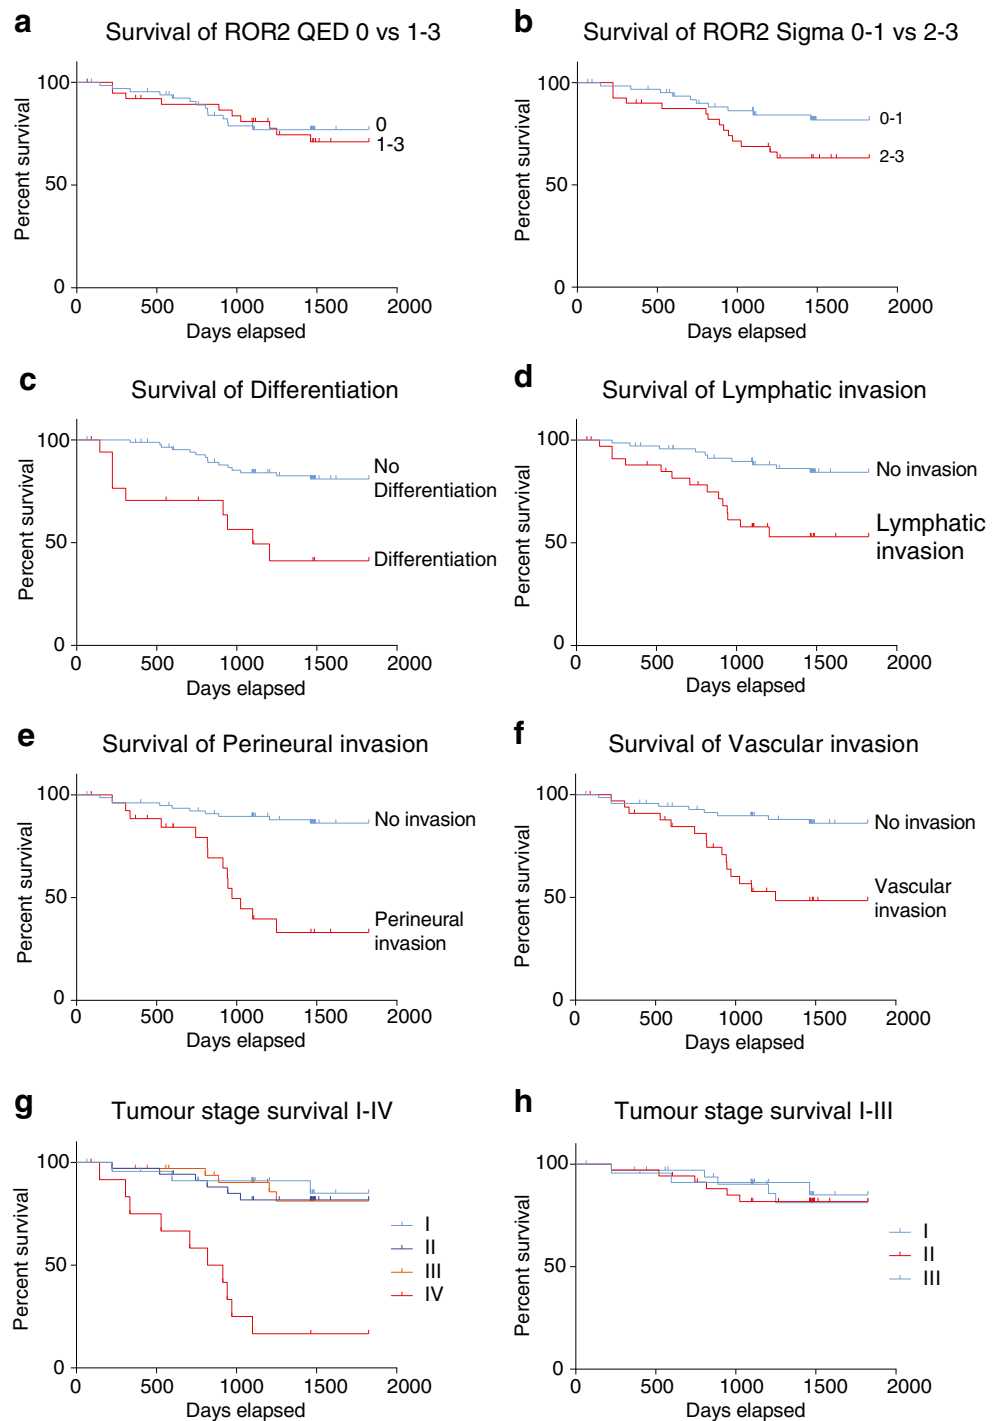 a
Survival of ROR2 QED 0 vs 1-3
Percent survival
100
50
0
0
1-3
0 500 1000 1500 2000
Days elapsed
b
Survival of ROR2 Sigma 0-1 vs 2-3
Percent survival
100
50
0
0-1
2-3
0 500 1000 1500 2000
Days elapsed
c
Survival of Differentiation
Percent survival
100
50
0
No
Differentiation
Differentiation
0 500 1000 1500 2000
Days elapsed
d
Survival of Lymphatic invasion
Percent survival
100
50
0
No invasion
Lymphatic
invasion
0 500 1000 1500 2000
Days elapsed
e
Survival of Perineural invasion
Percent survival
100
50
0
No invasion
Perineural
invasion
0 500 1000 1500 2000
Days elapsed
f
Survival of Vascular invasion
Percent survival
100
50
0
No invasion
Vascular
invasion
0 500 1000 1500 2000
Days elapsed
g
Tumour stage survival I-IV
Percent survival
100
50
0
I
II
III
IV
0 500 1000 1500 2000
Days elapsed
h
Tumour stage survival I-III
Percent survival
100
50
0
I
II
III
0 500 1000 1500 2000
Days elapsed